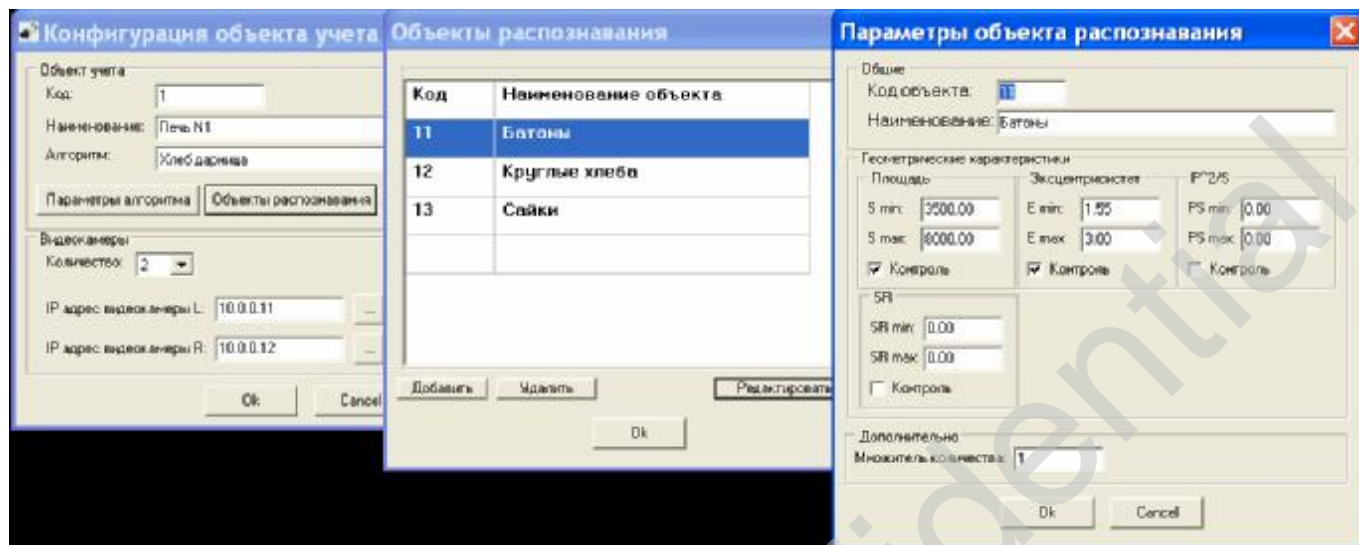 Конфигурация объекта учета
Объект учета
Код:
1
Наименование:
Печь N1
Алгоритм:
Хлеб дарница
Параметры алгоритма
Объекты распознавания
Видеокамеры
Количество:
2
IP адрес видеокамеры L:
10.0.0.11
...
IP адрес видеокамеры R:
10.0.0.12
...
Ok
Cancel
Объекты распознавания
Код Наименование объекта
11 Батоны
12 Круглые хлеба
13 Сайки
Добавить
Удалить
Редактировать
Ok
Параметры объекта распознавания
Общие
Код объекта:
11
Наименование:
Батоны
Геометрические характеристики
Площадь
S min: 3500.00
S max: 8000.00
Контроль
Эксцентриситет
E min: 1.55
E max: 3.00
Контроль
P^2/S
PS min: 0.00
PS max: 0.00
Контроль
SR
SR min: 0.00
SR max: 0.00
Контроль
Дополнительно
Множитель количества: 1
Ok
Cancel
idential